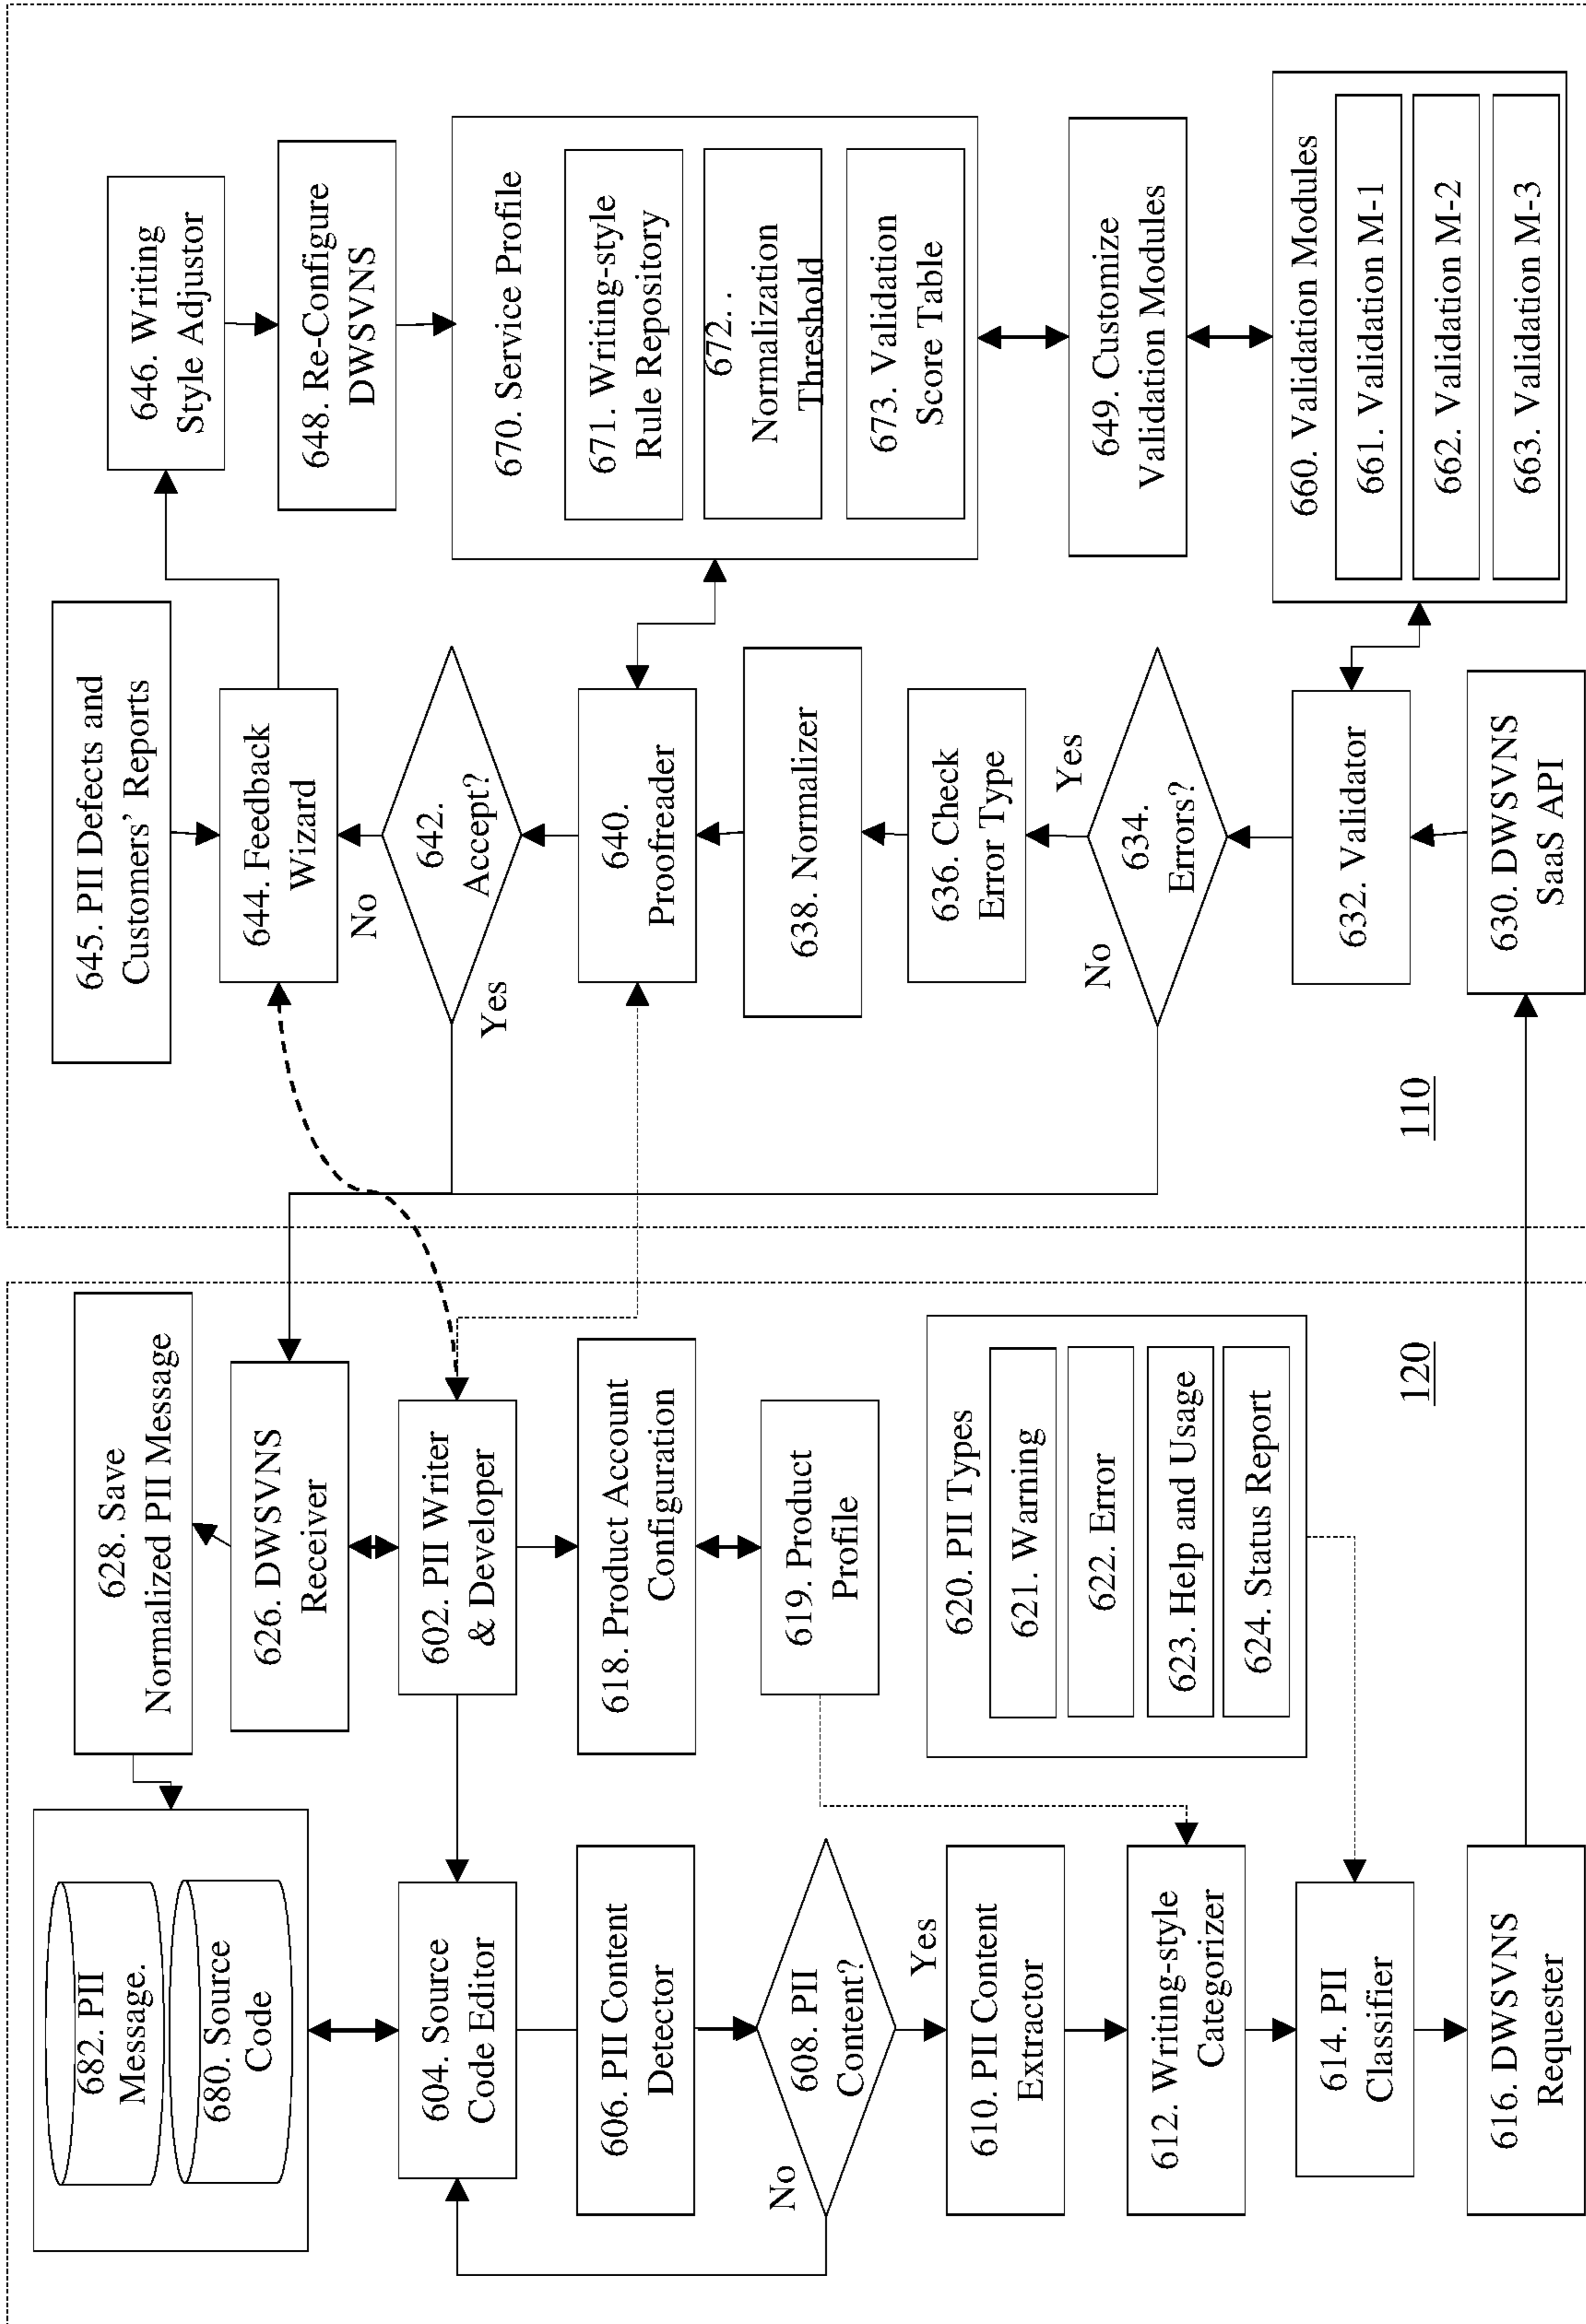 682. PII
Message.
680. Source
Code
604. Source
Code Editor
606. PII Content
Detector
608. PII
Content?
No
Yes
610. PII Content
Extractor
612. Writing-style
Categorizer
614. PII
Classifier
616. DWSVNS
Requester
628. Save
Normalized PII Message
626. DWSVNS
Receiver
602. PII Writer
& Developer
618. Product Account
Configuration
619. Product
Profile
620. PII Types
621. Warning
622. Error
623. Help and Usage
624. Status Report
120
645. PII Defects and
Customers' Reports
644. Feedback
Wizard
No
642.
Accept?
Yes
640.
Proofreader
638. Normalizer
636. Check
Error Type
Yes
634.
Errors?
No
632. Validator
630. DWSVNS
SaaS API
110
646. Writing
Style Adjustor
648. Re-Configure
DWSVNS
670. Service Profile
671. Writing-style
Rule Repository
672. .
Normalization
Threshold
673. Validation
Score Table
649. Customize
Validation Modules
660. Validation Modules
661. Validation M-1
662. Validation M-2
663. Validation M-3